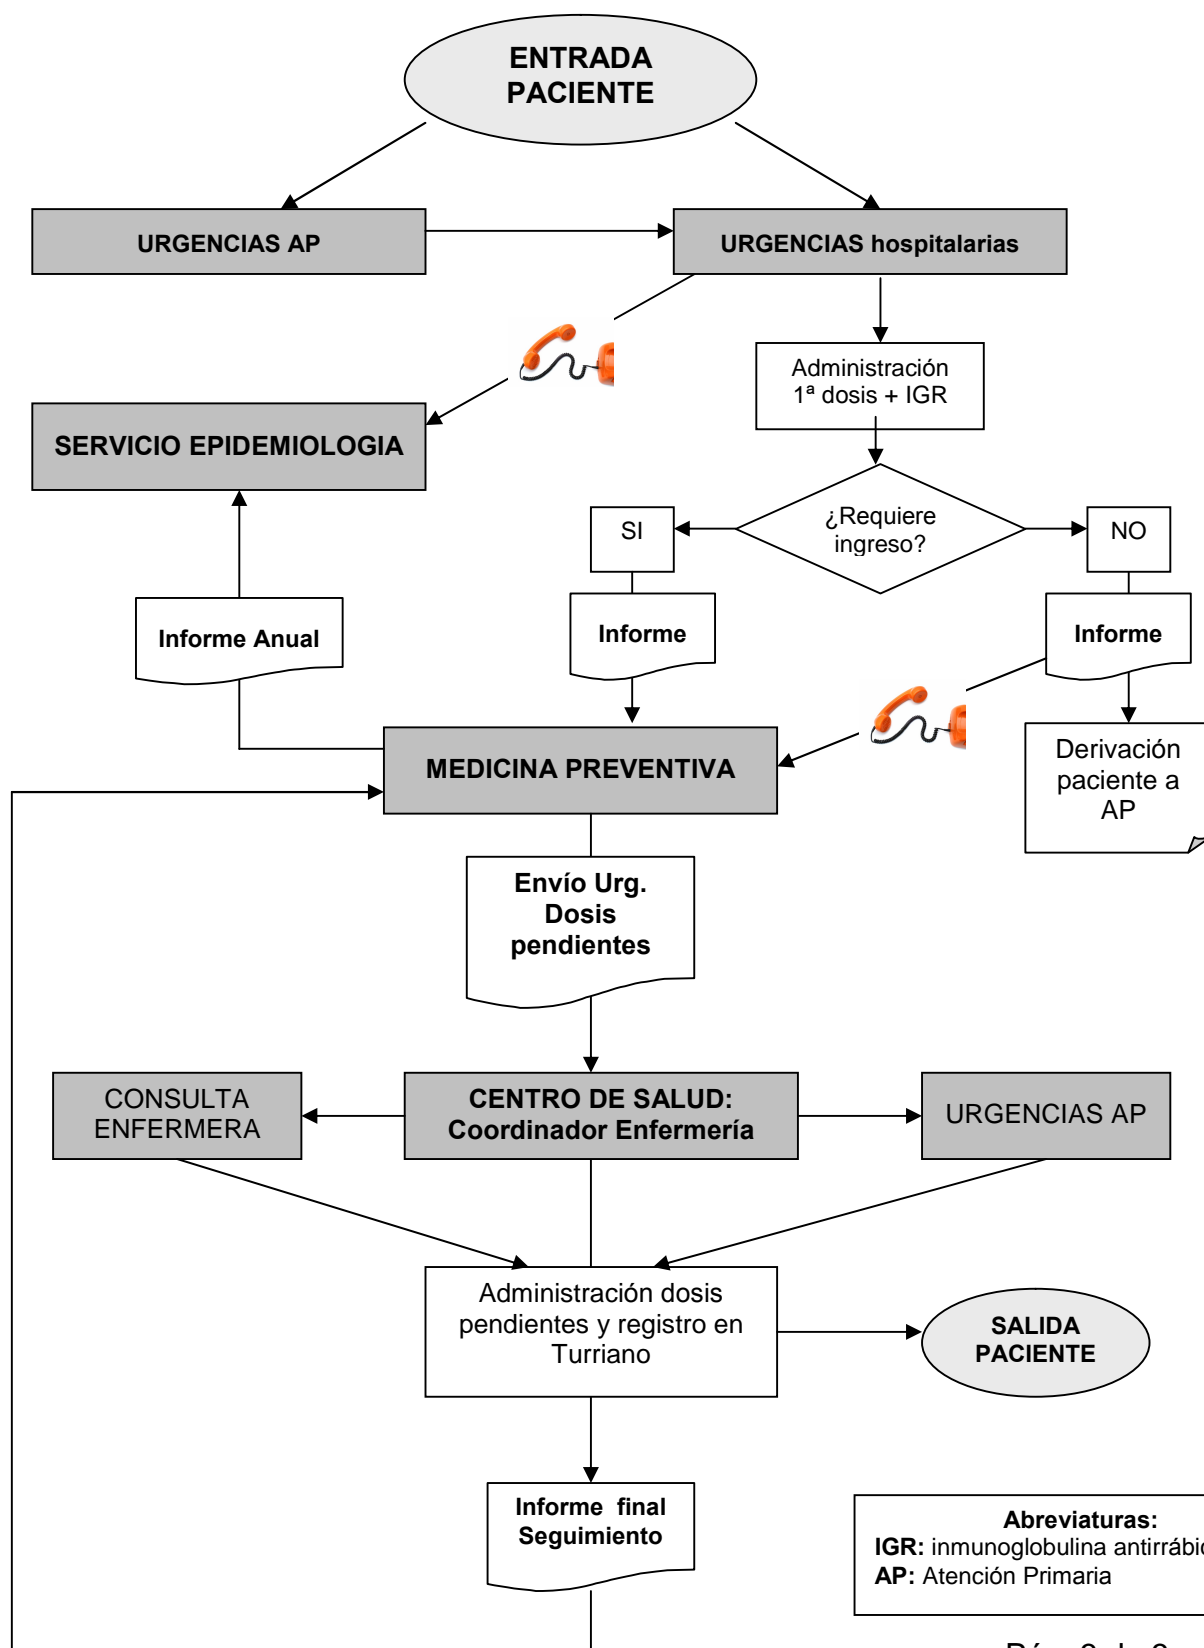 ENTRADA
PACIENTE
URGENCIAS AP
URGENCIAS hospitalarias
Administración
1ª dosis + IGR
SERVICIO EPIDEMIOLOGIA
¿Requiere
ingreso?
SI
NO
Informe Anual
Informe
Informe
MEDICINA PREVENTIVA
Derivación
paciente a
AP
Envío Urg.
Dosis
pendientes
CONSULTA
ENFERMERA
CENTRO DE SALUD:
Coordinador Enfermería
URGENCIAS AP
Administración dosis
pendientes y registro en
Turriano
SALIDA
PACIENTE
Informe final
Seguimiento
Abreviaturas:
IGR: inmunoglobulina
AP: Atención Primaria